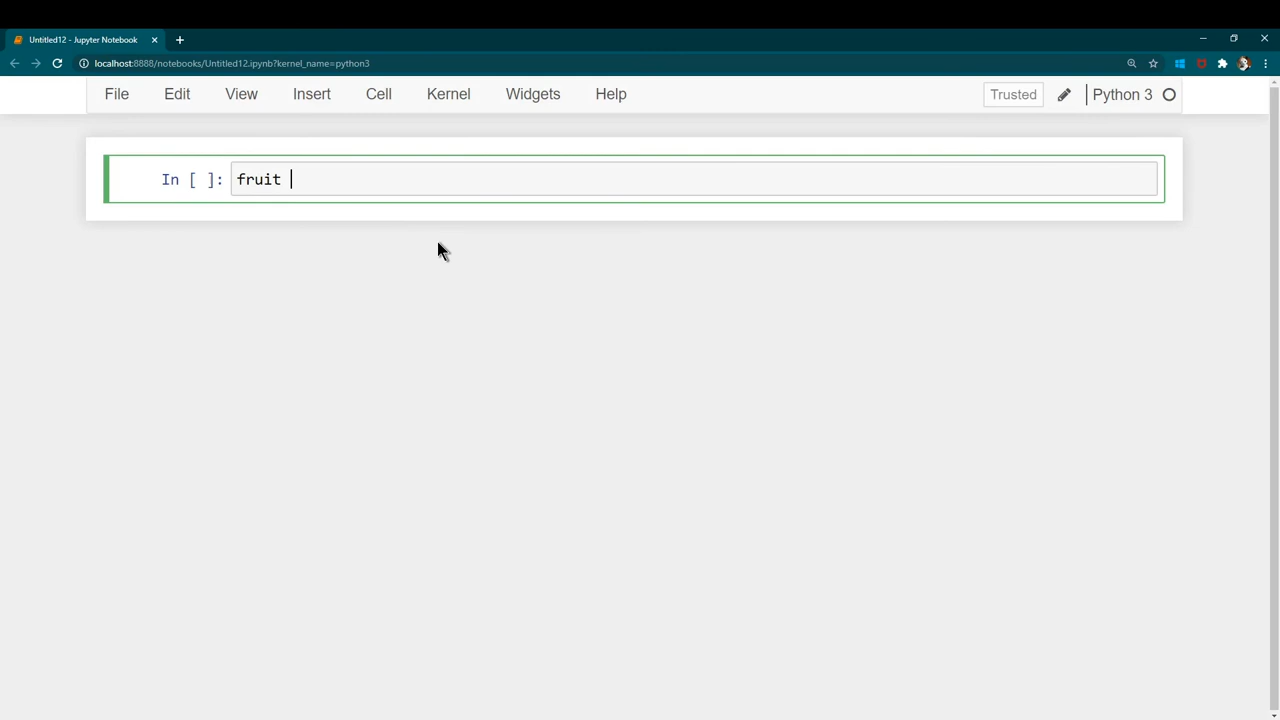 Untitled12 - Jupyter Notebook
localhost:8888/notebooks/Untitled12.ipynb?kernel_name=python3
File Edit View Insert Cell Kernel Widgets Help Trusted Python 3
In [ ]: fruit